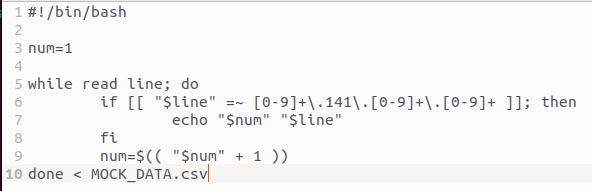 1 #!/bin/bash
2
3 num=1
4
5 while read line; do
6         if [[ "$line" =~ [0-9]+\.141\.[0-9]+\.[0-9]+ ]]; then
7                 echo "$num" "$line"
8         fi
9         num=$(( "$num" + 1 ))
10 done < MOCK_DATA.csv